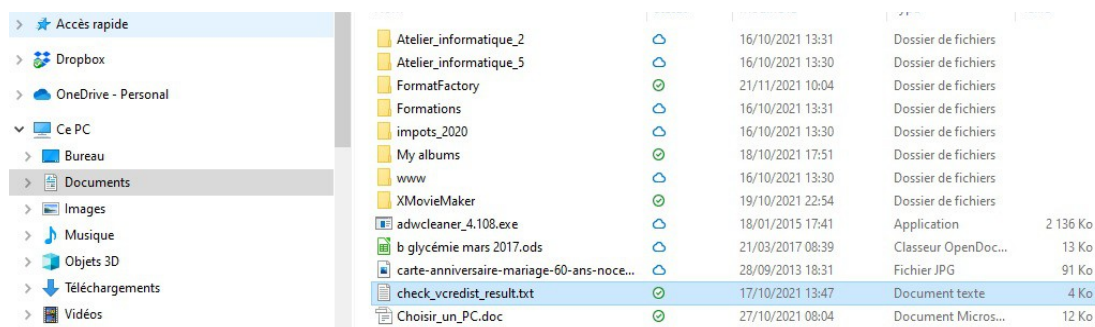 Accès rapide
Dropbox
OneDrive - Personal
Ce PC
Bureau
Documents
Images
Musique
Objets 3D
Téléchargements
Vidéos
Atelier_informatique_2 16/10/2021 13:31 Dossier de fichiers
Atelier_informatique_5 16/10/2021 13:30 Dossier de fichiers
FormatFactory 21/11/2021 10:04 Dossier de fichiers
Formations 16/10/2021 13:31 Dossier de fichiers
impots_2020 16/10/2021 13:30 Dossier de fichiers
My albums 18/10/2021 17:51 Dossier de fichiers
www 16/10/2021 13:30 Dossier de fichiers
XMovieMaker 19/10/2021 22:54 Dossier de fichiers
adwcleaner_4.108.exe 18/01/2015 17:41 Application 2 136 Ko
b glycémie mars 2017.ods 21/03/2017 08:39 Classeur OpenDoc... 13 Ko
carte-anniversaire-mariage-60-ans-noce... 28/09/2013 18:31 Fichier JPG 91 Ko
check_vcredist_result.txt 17/10/2021 13:47 Document texte 4 Ko
Choisir_un_PC.doc 27/10/2021 08:04 Document Micros... 12 Ko